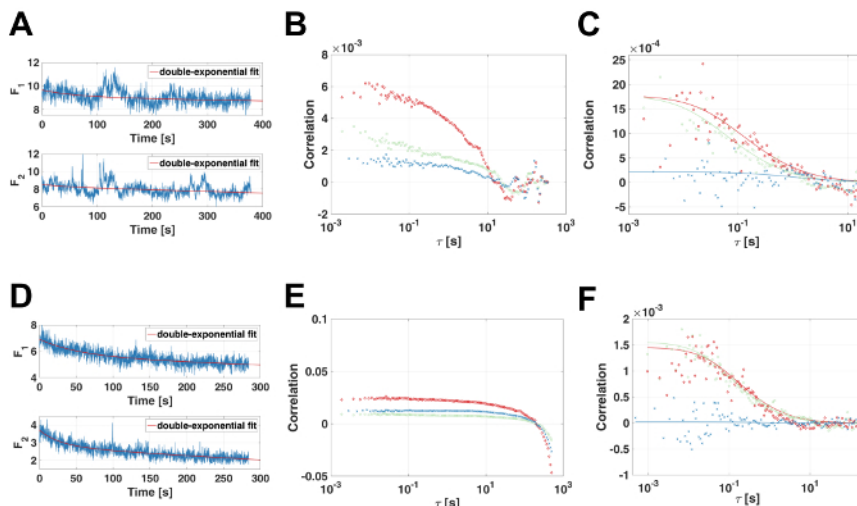 A
double-exponential fit
F1
12
10
8
0 100 200 300 400
Time [s]
double-exponential fit
F2
12
10
8
6
0 100 200 300 400
Time [s]
B
×10-3
Correlation
8
6
4
2
0
-2
10-3 10-1 101 103
τ [s]
C
×10-4
Correlation
25
20
15
10
5
0
-5
10-3 10-1 101
τ [s]
D
double-exponential fit
F1
8
6
4
0 50 100 150 200 250 300
Time [s]
double-exponential fit
F2
4
3
2
0 50 100 150 200 250 300
Time [s]
E
Correlation
0.1
0.05
0
-0.05
10-3 10-1 101 103
τ [s]
F
×10-3
Correlation
2
1.5
1
0.5
0
-0.5
-1
10-3 10-1 101
τ [s]